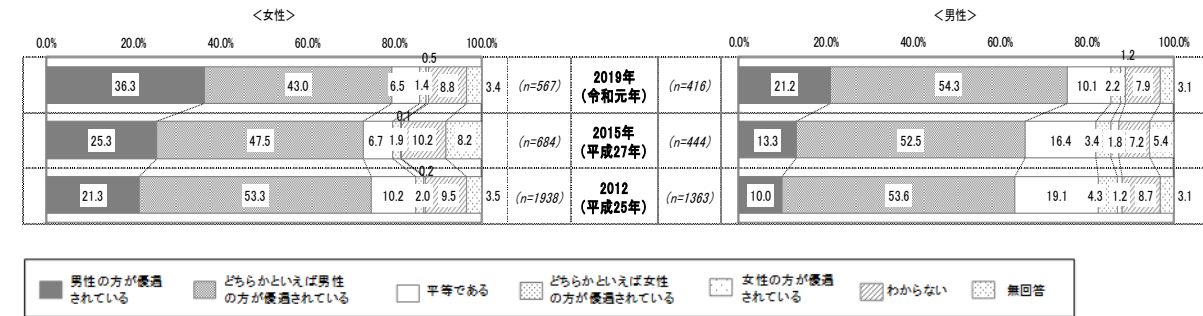 ＜女性＞ ＜男性＞
0.0% 20.0% 40.0% 60.0% 80.0% 100.0% 0.0% 20.0% 40.0% 60.0% 80.0% 100.0%
0.5 1.2
36.3 43.0 6.5 1.4 8.8 3.4 (n=567) 2019年 (n=416) 21.2 54.3 10.1 2.2 7.9 3.1
（令和元年）
0.1
25.3 47.5 6.7 1.9 10.2 8.2 (n=684) 2015年 (n=444) 13.3 52.5 16.4 3.4 1.8 7.2 5.4
（平成27年）
0.2
21.3 53.3 10.2 2.0 9.5 3.5 (n=1938) 2012 (n=1363) 10.0 53.6 19.1 4.3 1.2 8.7 3.1
（平成25年）
男性の方が優遇
されている
どちらかといえば男性
の方が優遇されている
平等である
どちらかといえば女性
の方が優遇されている
女性の方が優遇
されている
わからない
無回答